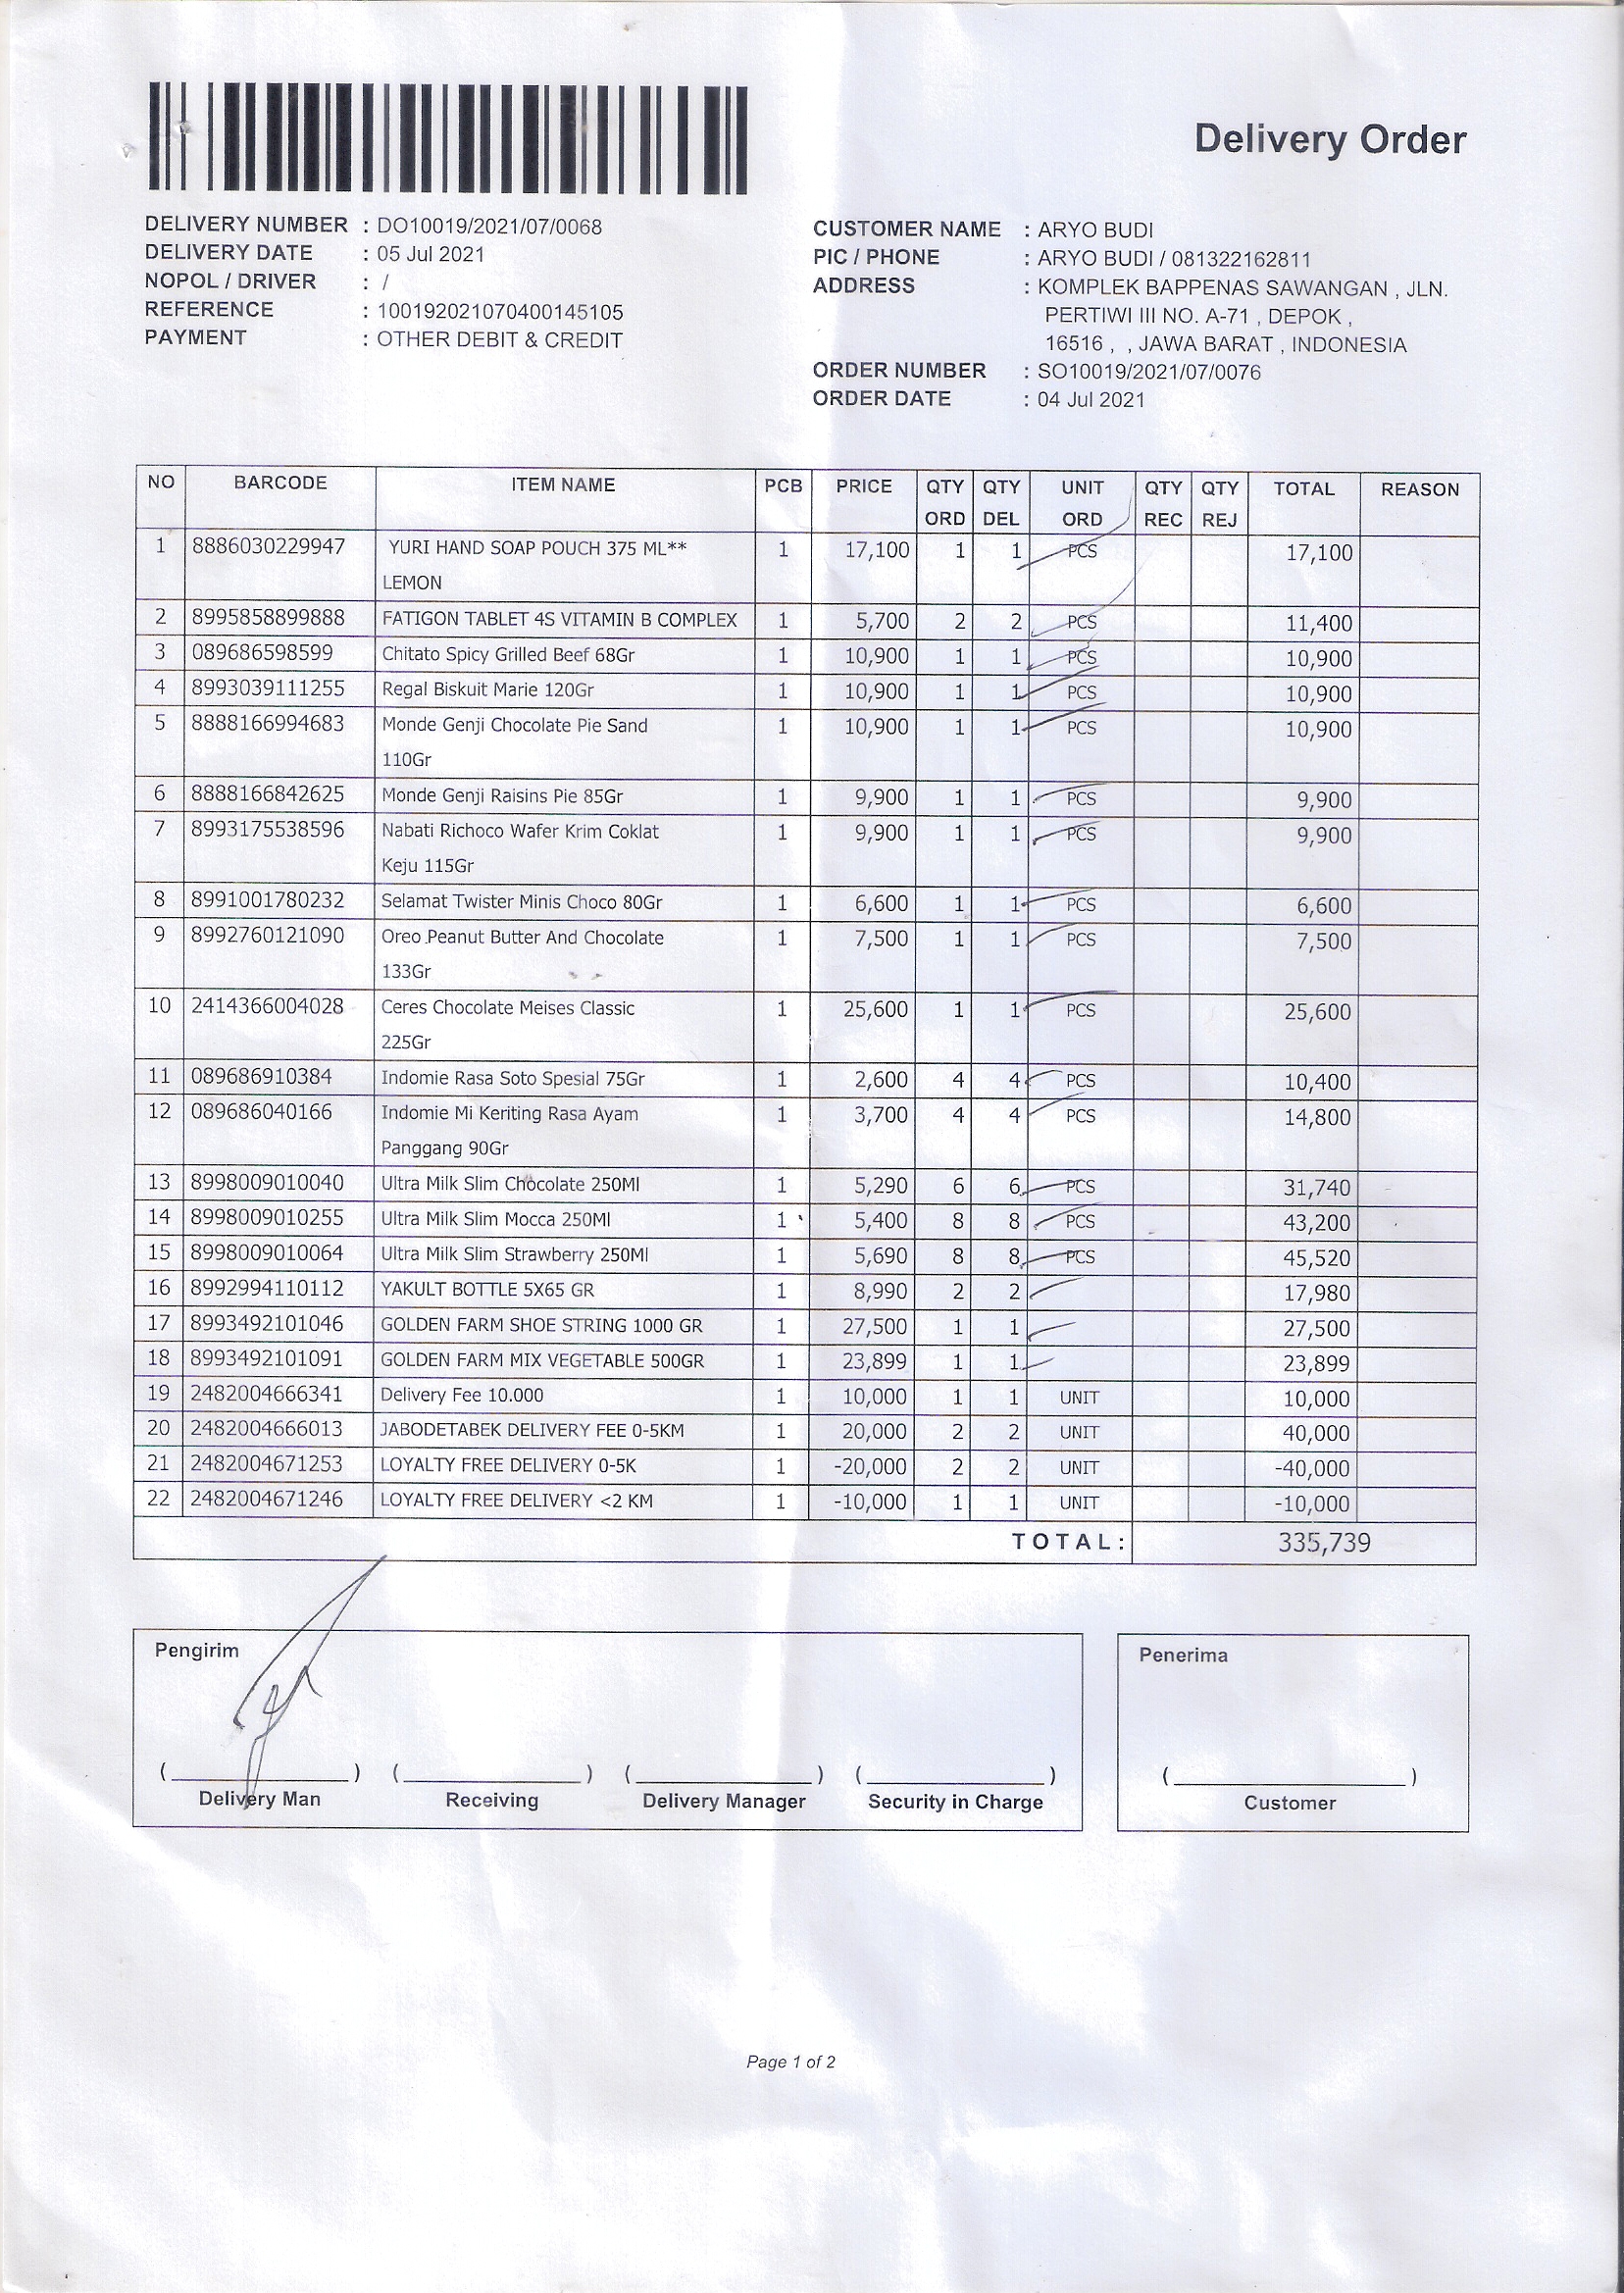 Delivery Order
DELIVERY NUMBER : DO10019/2021/07/0068
DELIVERY DATE : 05 Jul 2021
NOPOL / DRIVER : /
REFERENCE : 100192021070400145105
PAYMENT : OTHER DEBIT & CREDIT
CUSTOMER NAME : ARYO BUDI
PIC / PHONE : ARYO BUDI / 081322162811
ADDRESS : KOMPLEK BAPPENAS SAWANGAN , JLN.
PERTIWI III NO. A-71 , DEPOK ,
16516 , , JAWA BARAT , INDONESIA
ORDER NUMBER : SO10019/2021/07/0076
ORDER DATE : 04 Jul 2021
NO BARCODE ITEM NAME PCB PRICE QTY QTY UNIT QTY QTY TOTAL REASON
ORD DEL ORD REC REJ
1 8886030229947 YURI HAND SOAP POUCH 375 ML** 1 17,100 1 1 PCS 17,100
LEMON
2 8995858899888 FATIGON TABLET 4S VITAMIN B COMPLEX 1 5,700 2 2 PCS 11,400
3 089686598599 Chitato Spicy Grilled Beef 68Gr 1 10,900 1 1 PCS 10,900
4 8993039111255 Regal Biskuit Marie 120Gr 1 10,900 1 1 PCS 10,900
5 8888166994683 Monde Genji Chocolate Pie Sand 1 10,900 1 1 PCS 10,900
110Gr
6 8888166842625 Monde Genji Raisins Pie 85Gr 1 9,900 1 1 PCS 9,900
7 8993175538596 Nabati Richoco Wafer Krim Coklat 1 9,900 1 1 PCS 9,900
Keju 115Gr
8 8991001780232 Selamat Twister Minis Choco 80Gr 1 6,600 1 1 PCS 6,600
9 8992760121090 Oreo Peanut Butter And Chocolate 1 7,500 1 1 PCS 7,500
133Gr
10 2414366004028 Ceres Chocolate Meises Classic 1 25,600 1 1 PCS 25,600
225Gr
11 089686910384 Indomie Rasa Soto Spesial 75Gr 1 2,600 4 4 PCS 10,400
12 089686040166 Indomie Mi Keriting Rasa Ayam 1 3,700 4 4 PCS 14,800
Panggang 90Gr
13 8998009010040 Ultra Milk Slim Chocolate 250Ml 1 5,290 6 6 PCS 31,740
14 8998009010255 Ultra Milk Slim Mocca 250Ml 1 5,400 8 8 PCS 43,200
15 8998009010064 Ultra Milk Slim Strawberry 250Ml 1 5,690 8 8 PCS 45,520
16 8992994110112 YAKULT BOTTLE 5X65 GR 1 8,990 2 2 17,980
17 8993492101046 GOLDEN FARM SHOE STRING 1000 GR 1 27,500 1 1 27,500
18 8993492101091 GOLDEN FARM MIX VEGETABLE 500GR 1 23,899 1 1 23,899
19 2482004666341 Delivery Fee 10.000 1 10,000 1 1 UNIT 10,000
20 2482004666013 JABODETABEK DELIVERY FEE 0-5KM 1 20,000 2 2 UNIT 40,000
21 2482004671253 LOYALTY FREE DELIVERY 0-5K 1 -20,000 2 2 UNIT -40,000
22 2482004671246 LOYALTY FREE DELIVERY <2 KM 1 -10,000 1 1 UNIT -10,000
TOTAL: 335,739
Pengirim
(____________) (____________) (____________) (____________)
Delivery Man Receiving Delivery Manager Security in Charge
Penerima
(____________)
Customer
Page 1 of 2